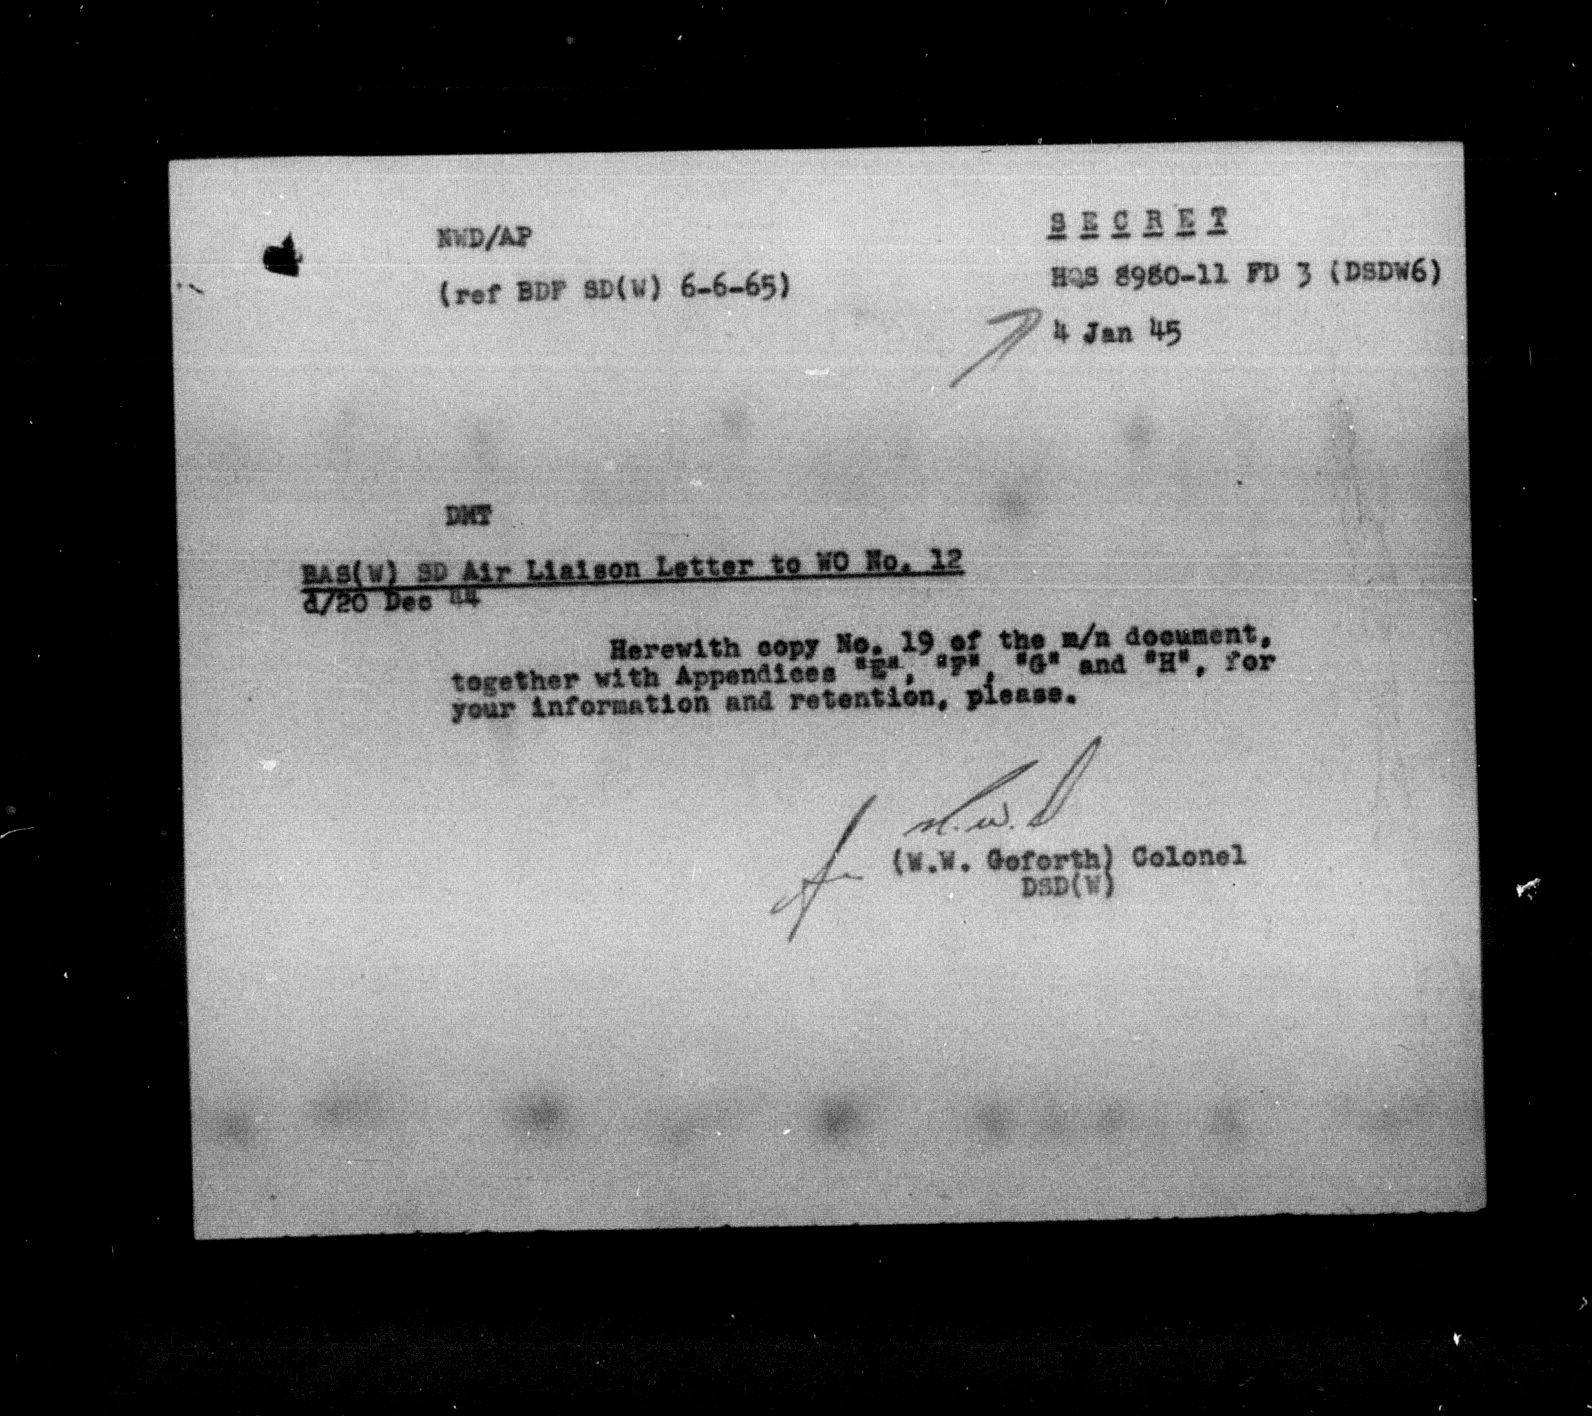 NWD/AP
(ref BDF SD(W) 6-6-65)
S E C R E T
HQS 8980-11 FD 3 (DSDW6)
4 Jan 45
DMT
BAS(W) SD Air Liaison Letter to WO No. 12
d/20 Dec 44
Herewith copy No. 19 of the m/n document,
together with Appendices "E", "F", "G" and "H", for
your information and retention, please.
(W.W. Goforth) Colonel
DSD(W)